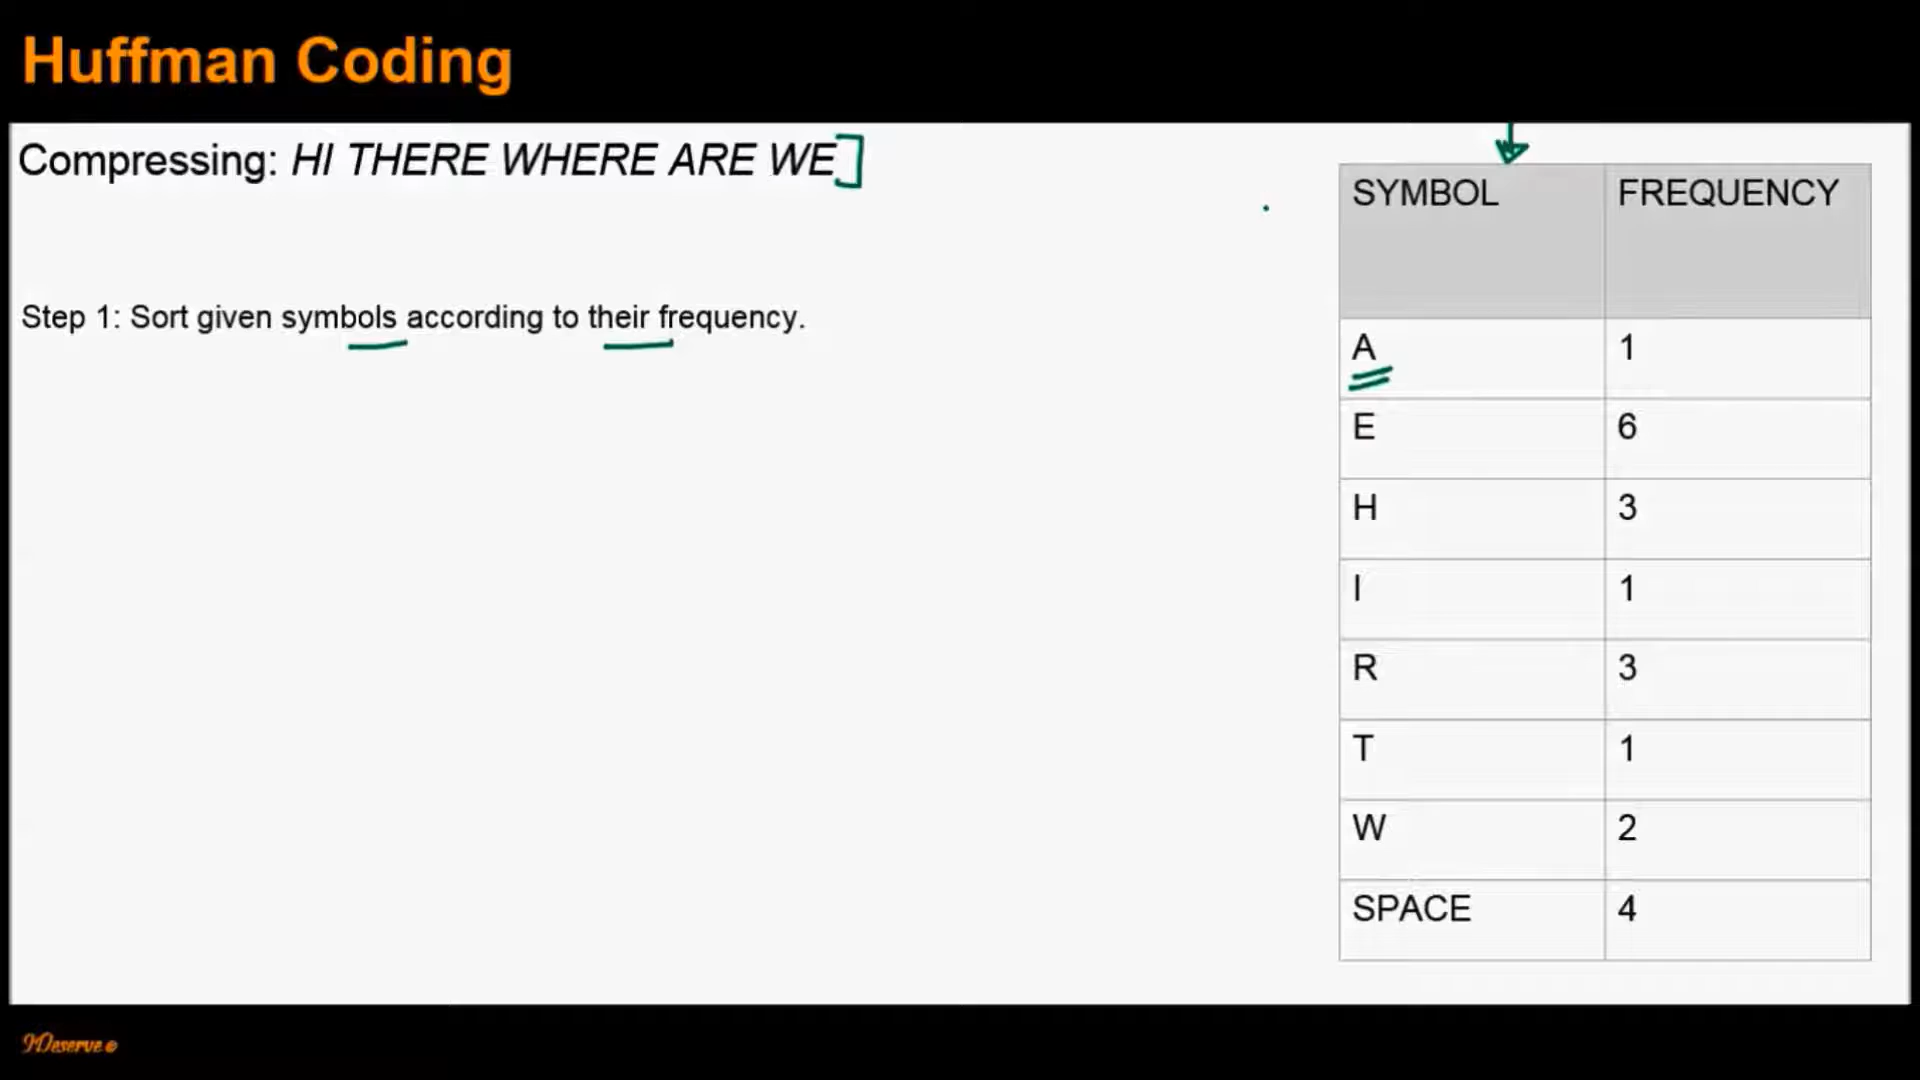 Huffman Coding
Compressing: HI THERE WHERE ARE WE
Step 1: Sort given symbols according to their frequency.
SYMBOL FREQUENCY
A 1
E 6
H 3
I 1
R 3
T 1
W 2
SPACE 4
9Deserve